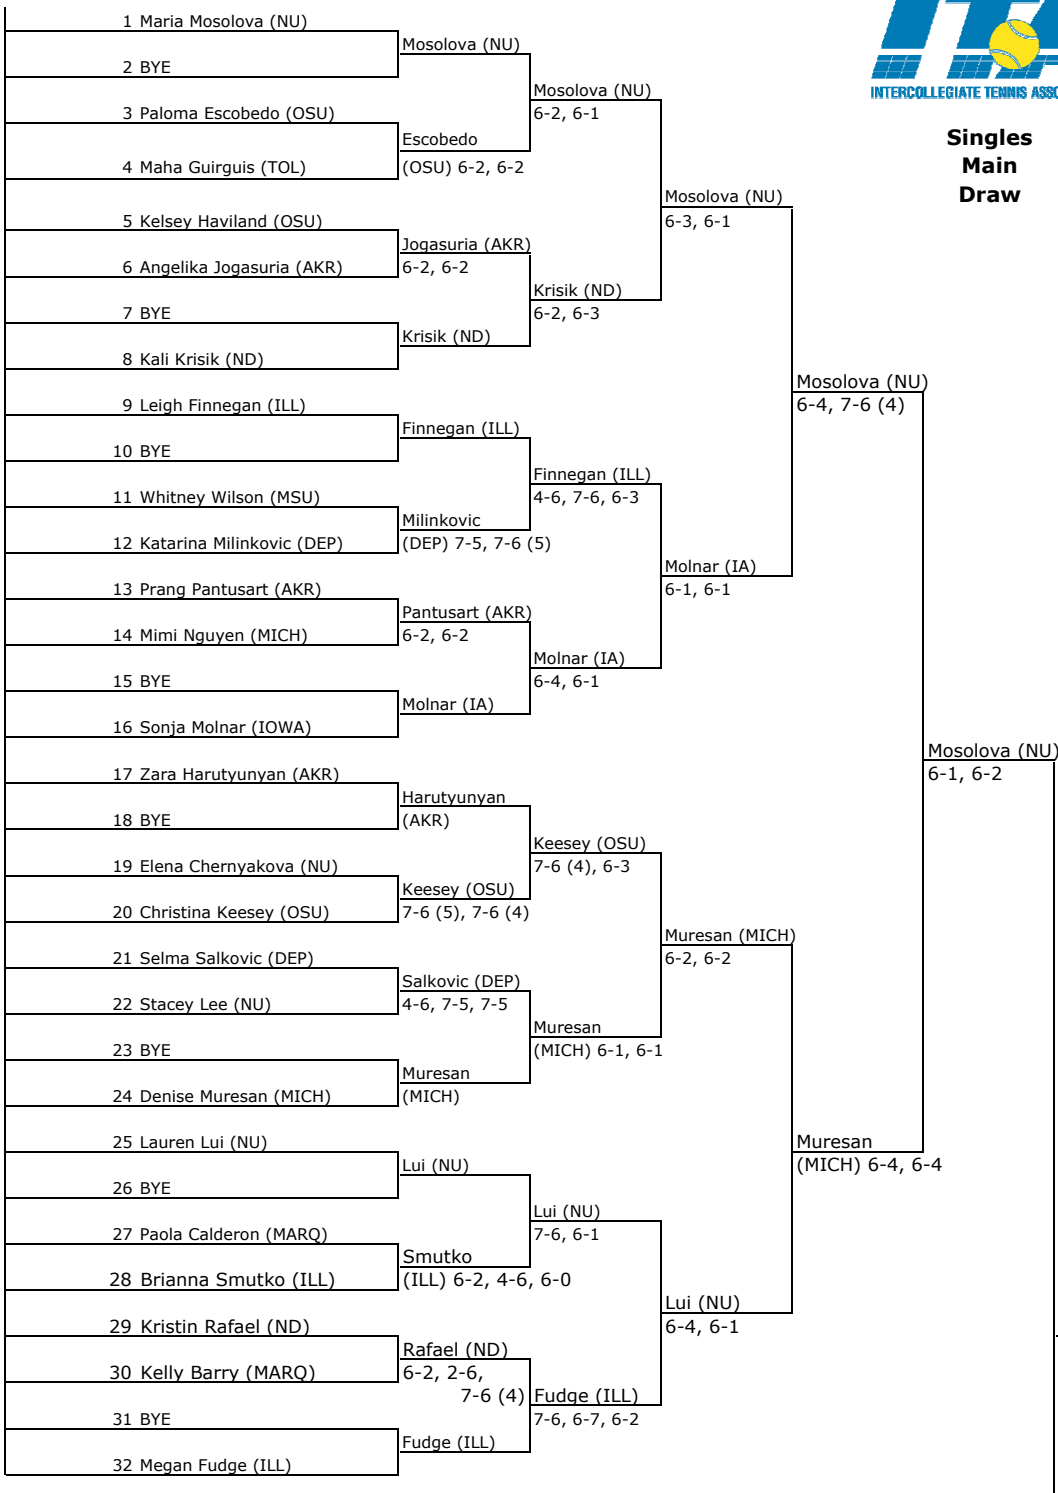 1 Maria Mosolova (NU)
2 BYE
3 Paloma Escobedo (OSU)
4 Maha Guirguis (TOL)
5 Kelsey Haviland (OSU)
6 Angelika Jogasuria (AKR)
7 BYE
8 Kali Krisik (ND)
9 Leigh Finnegan (ILL)
10 BYE
11 Whitney Wilson (MSU)
12 Katarina Milinkovic (DEP)
13 Prang Pantusart (AKR)
14 Mimi Nguyen (MICH)
15 BYE
16 Sonja Molnar (IOWA)
17 Zara Harutyunyan (AKR)
18 BYE
19 Elena Chernyakova (NU)
20 Christina Keesey (OSU)
21 Selma Salkovic (DEP)
22 Stacey Lee (NU)
23 BYE
24 Denise Muresan (MICH)
25 Lauren Lui (NU)
26 BYE
27 Paola Calderon (MARQ)
28 Brianna Smutko (ILL)
29 Kristin Rafael (ND)
30 Kelly Barry (MARQ)
31 BYE
32 Megan Fudge (ILL)
Mosolova (NU)
Escobedo
(OSU) 6-2, 6-2
Jogasuria (AKR)
6-2, 6-2
Krisik (ND)
Finnegan (ILL)
Milinkovic
(DEP) 7-5, 7-6 (5)
Pantusart (AKR)
6-2, 6-2
Molnar (IA)
Harutyunyan
(AKR)
Keesey (OSU)
7-6 (5), 7-6 (4)
Salkovic (DEP)
4-6, 7-5, 7-5
Muresan
(MICH)
Lui (NU)
Smutko
(ILL) 6-2, 4-6, 6-0
Rafael (ND)
6-2, 2-6,
7-6 (4)
Fudge (ILL)
Mosolova (NU)
6-2, 6-1
Krisik (ND)
6-2, 6-3
Finnegan (ILL)
4-6, 7-6, 6-3
Molnar (IA)
6-4, 6-1
Keesey (OSU)
7-6 (4), 6-3
Muresan
(MICH) 6-1, 6-1
Lui (NU)
7-6, 6-1
Fudge (ILL)
7-6, 6-7, 6-2
Mosolova (NU)
6-3, 6-1
Molnar (IA)
6-1, 6-1
Muresan (MICH)
6-2, 6-2
Lui (NU)
6-4, 6-1
Mosolova (NU)
6-4, 7-6 (4)
Muresan
(MICH) 6-4, 6-4
Mosolova (NU)
6-1, 6-2
ITA
INTERCOLLEGIATE TENNIS
Singles
Main
Draw